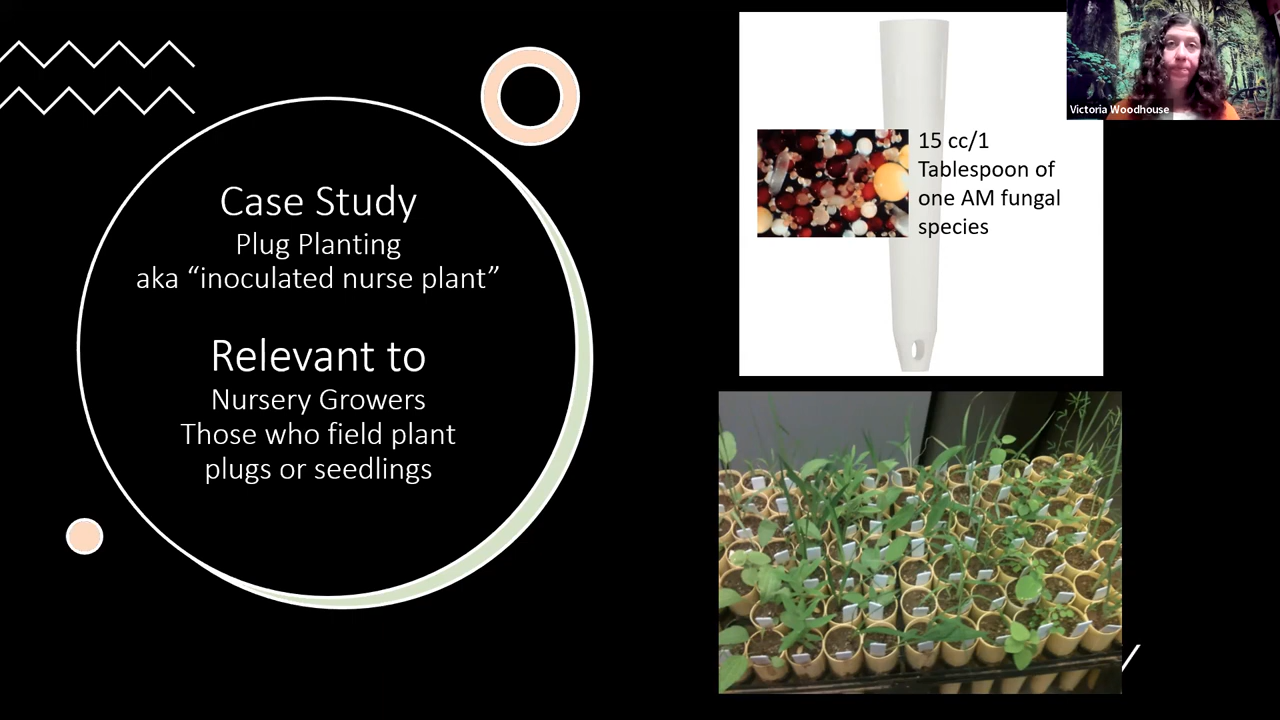 Case Study
Plug Planting
aka “inoculated nurse plant”
Relevant to
Nursery Growers
Those who field plant
plugs or seedlings
15 cc/1
Tablespoon of
one AM fungal
species
Victoria Woodhouse